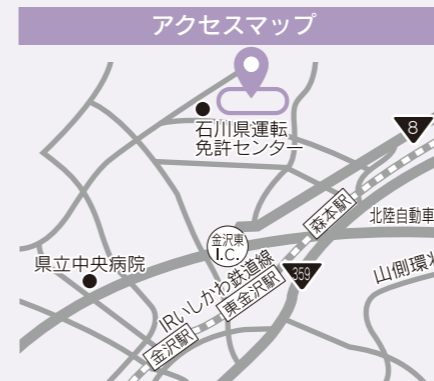 アクセスマップ
石川県運転
免許センター
8
森本駅
北陸自動車
金沢東
I.C.
県立中央病院
IRいしかわ鉄道線
東金沢駅
359
山側環状
金沢駅